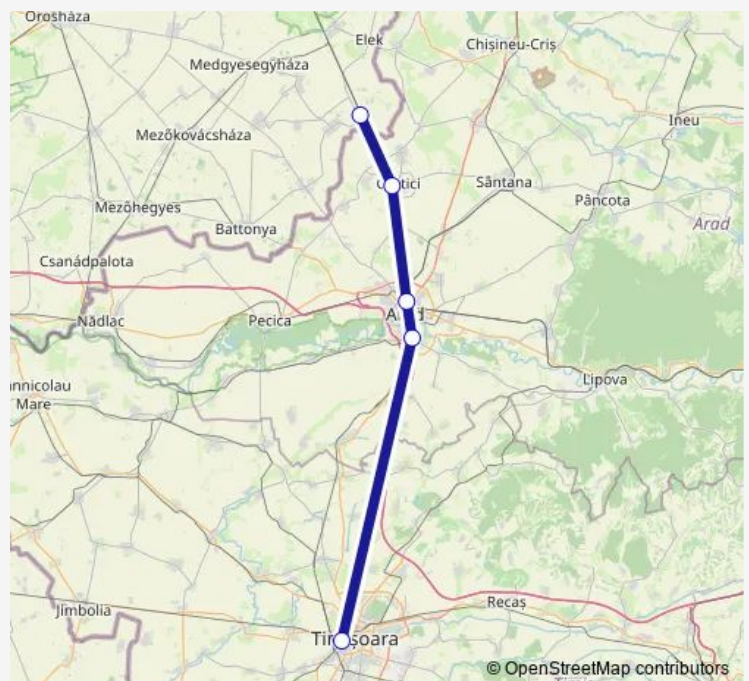 Orosháza
Elek
Chișineu-Criș
Medgyesegyháza
Ineu
Mezőkovácsháza
Sântana
Pâncota
Mezőhegyes
Battonya
Arad
Csanádpalota
Nădlac
Pecica
Lipova
annicolau
Mare
Recaș
Jimbolia
© OpenStreetMap contributors